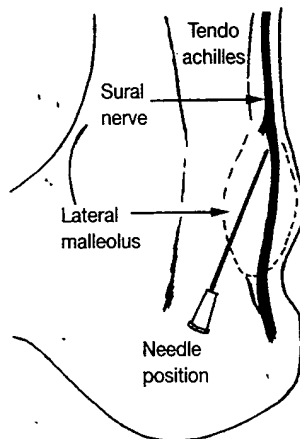 Tendo
achilles
Sural
nerve
Lateral
malleolus
Needle
position